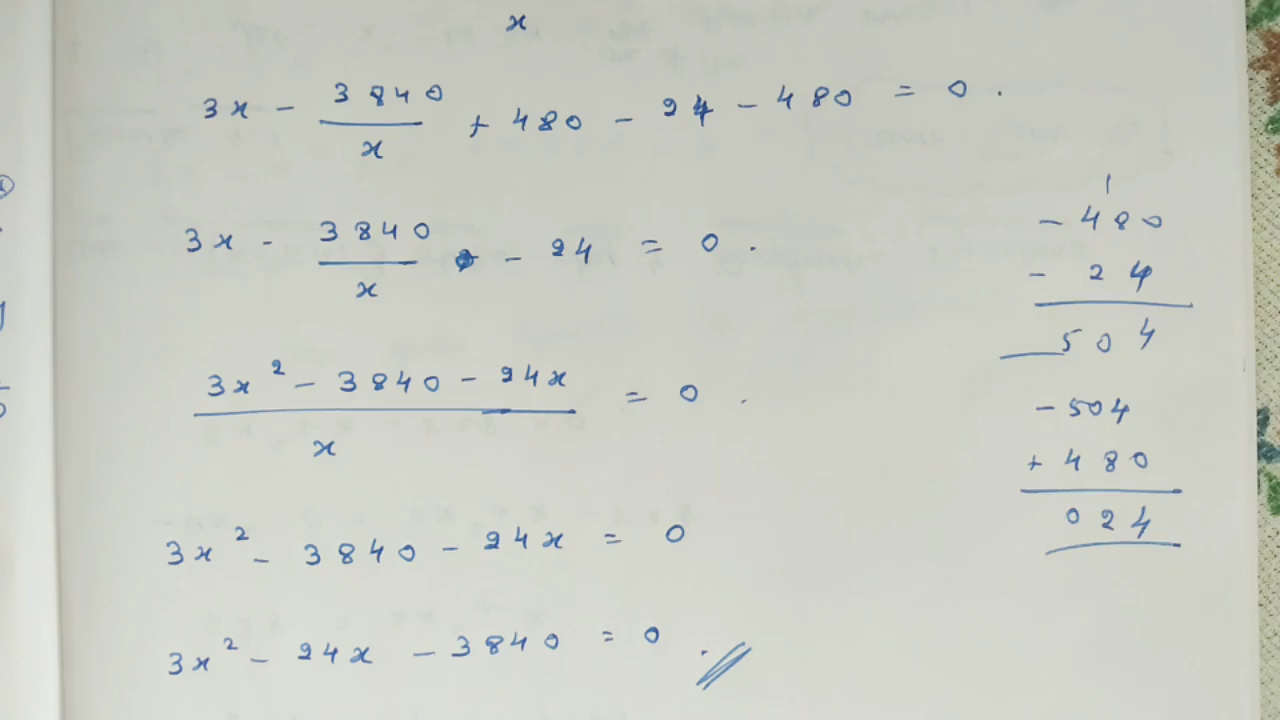 x
3x - 3840/x + 480 - 24 - 480 = 0.
3x - 3840/x - 24 = 0.
(3x² - 3840 - 24x)/x = 0.
3x² - 3840 - 24x = 0
3x² - 24x - 3840 = 0.
1
- 480
- 24
504
- 504
+ 480
024